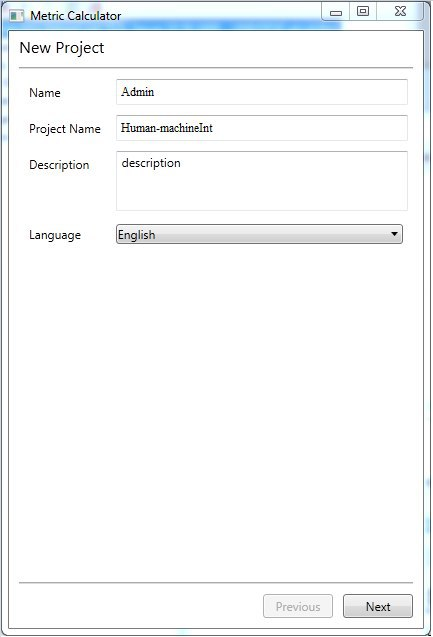 Metric Calculator
New Project
Name Admin
Project Name Human-machineInt
Description description
Language English
Previous Next